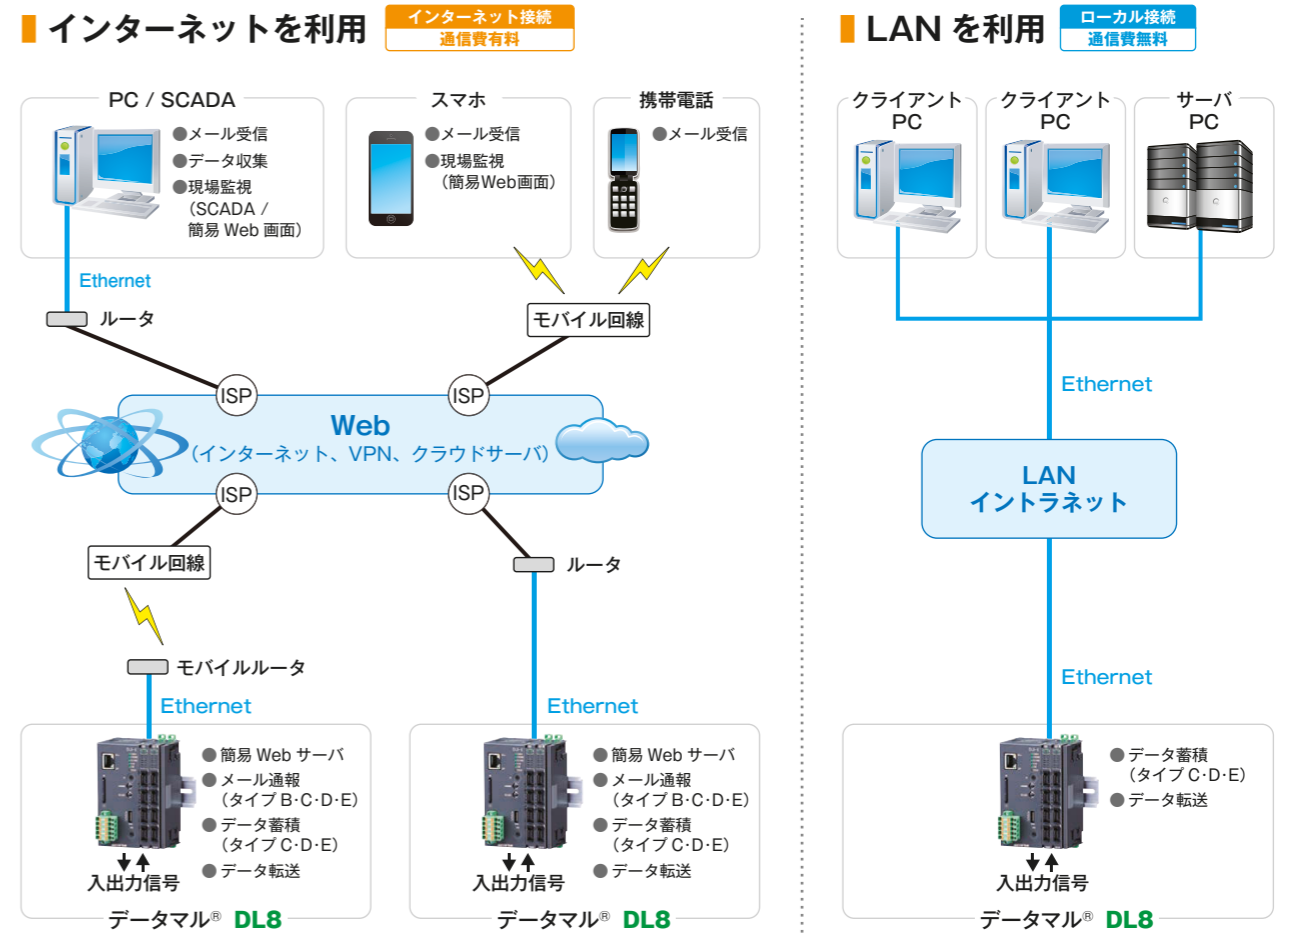 インターネットを利用
インターネット接続
通信費有料
PC / SCADA
●メール受信
●データ収集
●現場監視
（SCADA /
簡易 Web 画面）
スマホ
●メール受信
●現場監視
（簡易Web画面）
携帯電話
●メール受信
Ethernet
ルータ
モバイル回線
ISP
ISP
Web
（インターネット、VPN、クラウドサーバ）
ISP
ISP
モバイル回線
ルータ
モバイルルータ
Ethernet
Ethernet
●簡易 Web サーバ
●メール通報
（タイプ B・C・D・E）
●データ蓄積
（タイプ C・D・E）
●データ転送
入出力信号
データマル® DL8
●簡易 Web サーバ
●メール通報
（タイプ B・C・D・E）
●データ蓄積
（タイプ C・D・E）
●データ転送
入出力信号
データマル® DL8
LAN を利用
ローカル接続
通信費無料
クライアント
PC
クライアント
PC
サーバ
PC
Ethernet
LAN
イントラネット
Ethernet
●データ蓄積
（タイプ C・D・E）
●データ転送
入出力信号
データマル® DL8